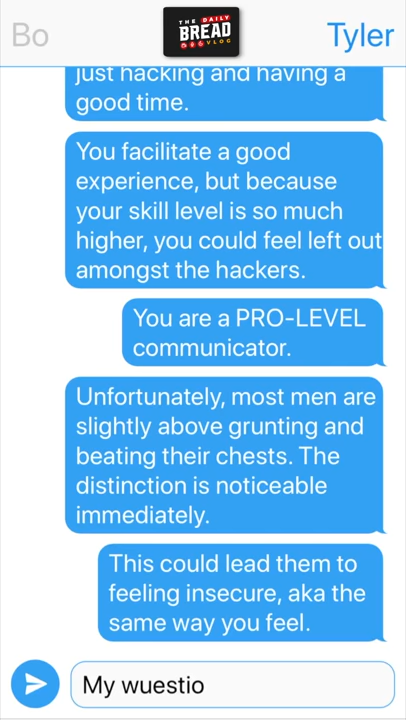 Bo
THE DAILY
BREAD
VLOG
Tyler
just hacking and having a
good time.
You facilitate a good
experience, but because
your skill level is so much
higher, you could feel left out
amongst the hackers.
You are a PRO-LEVEL
communicator.
Unfortunately, most men are
slightly above grunting and
beating their chests. The
distinction is noticeable
immediately.
This could lead them to
feeling insecure, aka the
same way you feel.
My wuestio